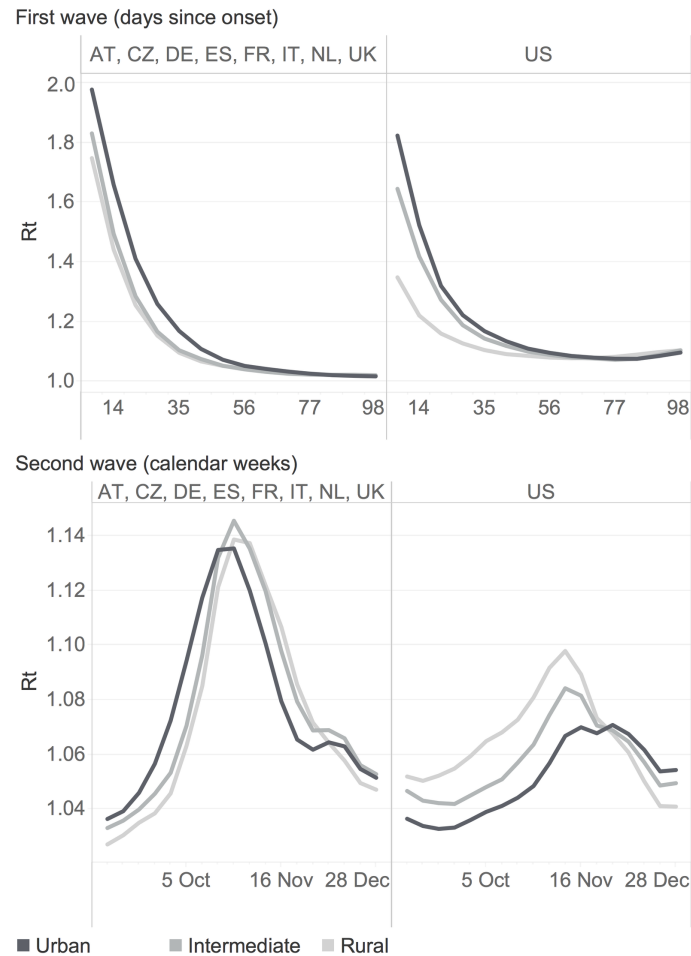 First wave (days since onset)
AT, CZ, DE, ES, FR, IT, NL, UK US
2.0
1.8
1.6
1.4
1.2
1.0
Rt
14 35 56 77 98 14 35 56 77 98
Second wave (calendar weeks)
AT, CZ, DE, ES, FR, IT, NL, UK US
1.14
1.12
1.10
1.08
1.06
1.04
Rt
5 Oct 16 Nov 28 Dec 5 Oct 16 Nov 28 Dec
Urban Intermediate Rural